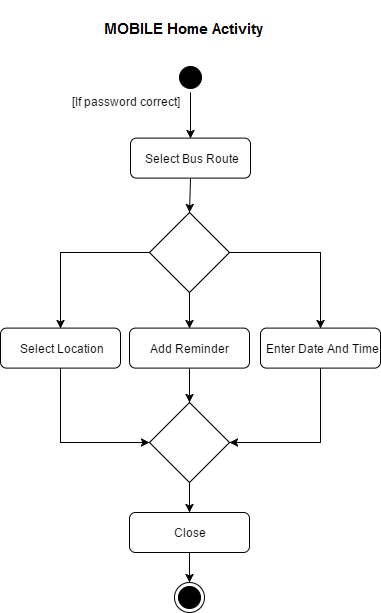 MOBILE Home Activity
[If password correct]
Select Bus Route
Select Location
Add Reminder
Enter Date And Time
Close